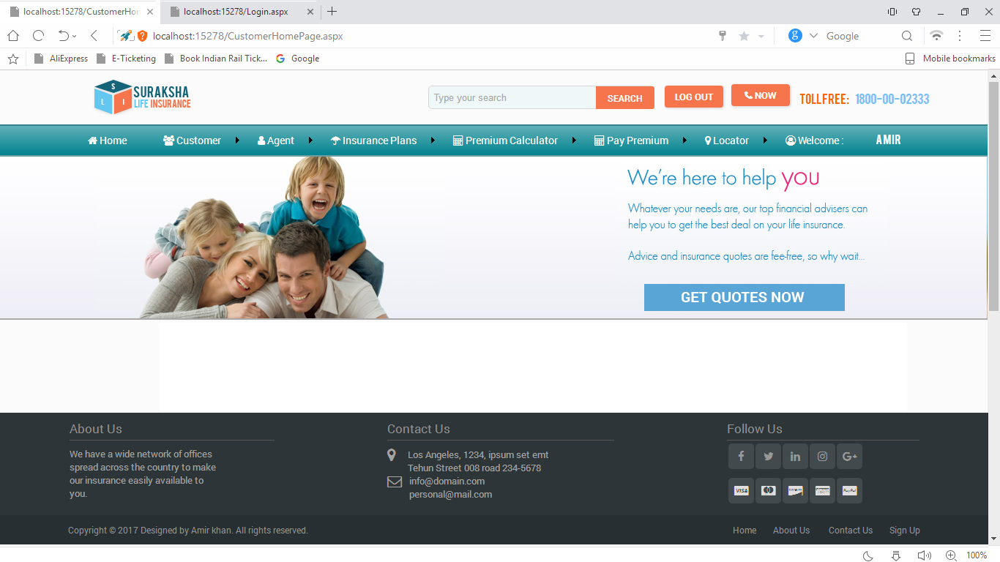 localhost:15278/CustomerHon
localhost:15278/Login.aspx
localhost:15278/CustomerHomePage.aspx
Google
AliExpress
E-Ticketing
Book Indian Rail Tick...
Google
Mobile bookmarks
S
L I
SURAKSHA
LIFE INSURANCE
Type your search
SEARCH
LOG OUT
NOW
TOLLFREE: 1800-00-02333
Home
Customer
Agent
Insurance Plans
Premium Calculator
Pay Premium
Locator
Welcome :
AMIR
We're here to help you
Whatever your needs are, our top financial advisers can
help you to get the best deal on your life insurance.
Advice and insurance quotes are fee-free, so why wait...
GET QUOTES NOW
About Us
We have a wide network of offices
spread across the country to make
our insurance easily available to
you.
Contact Us
Los Angeles, 1234, ipsum set emt
Tehun Street 008 road 234-5678
info@domain.com
personal@mail.com
Follow Us
VISA
PayPal
Copyright © 2017 Designed by Amir khan. All rights reserved.
Home
About Us
Contact Us
Sign Up
100%